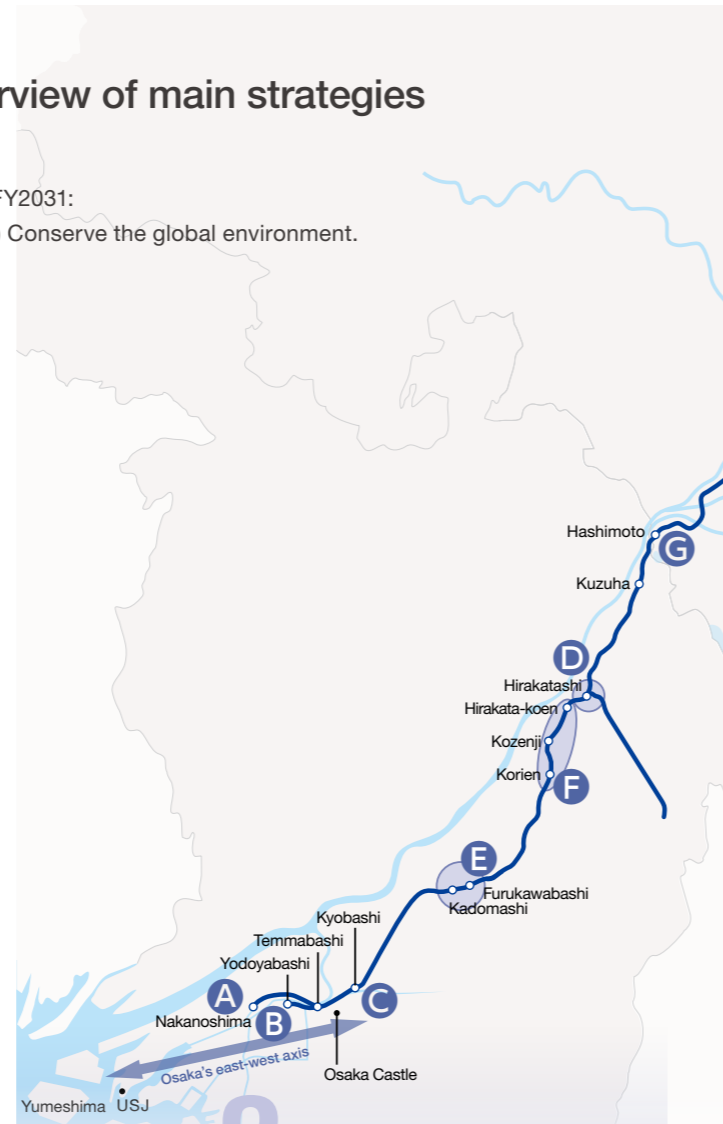 rview of main strategies
FY2031:
Conserve the global environment.
Hashimoto
G
Kuzuha
D
Hirakatashi
Hirakata-koen
Kozenji
Korien
F
E
Furukawabashi
Kadomashi
Kyobashi
Temmabashi
Yodoyabashi
A
C
Nakanoshima
B
Osaka's east-west axis
Osaka Castle
Yumeshima
USJ